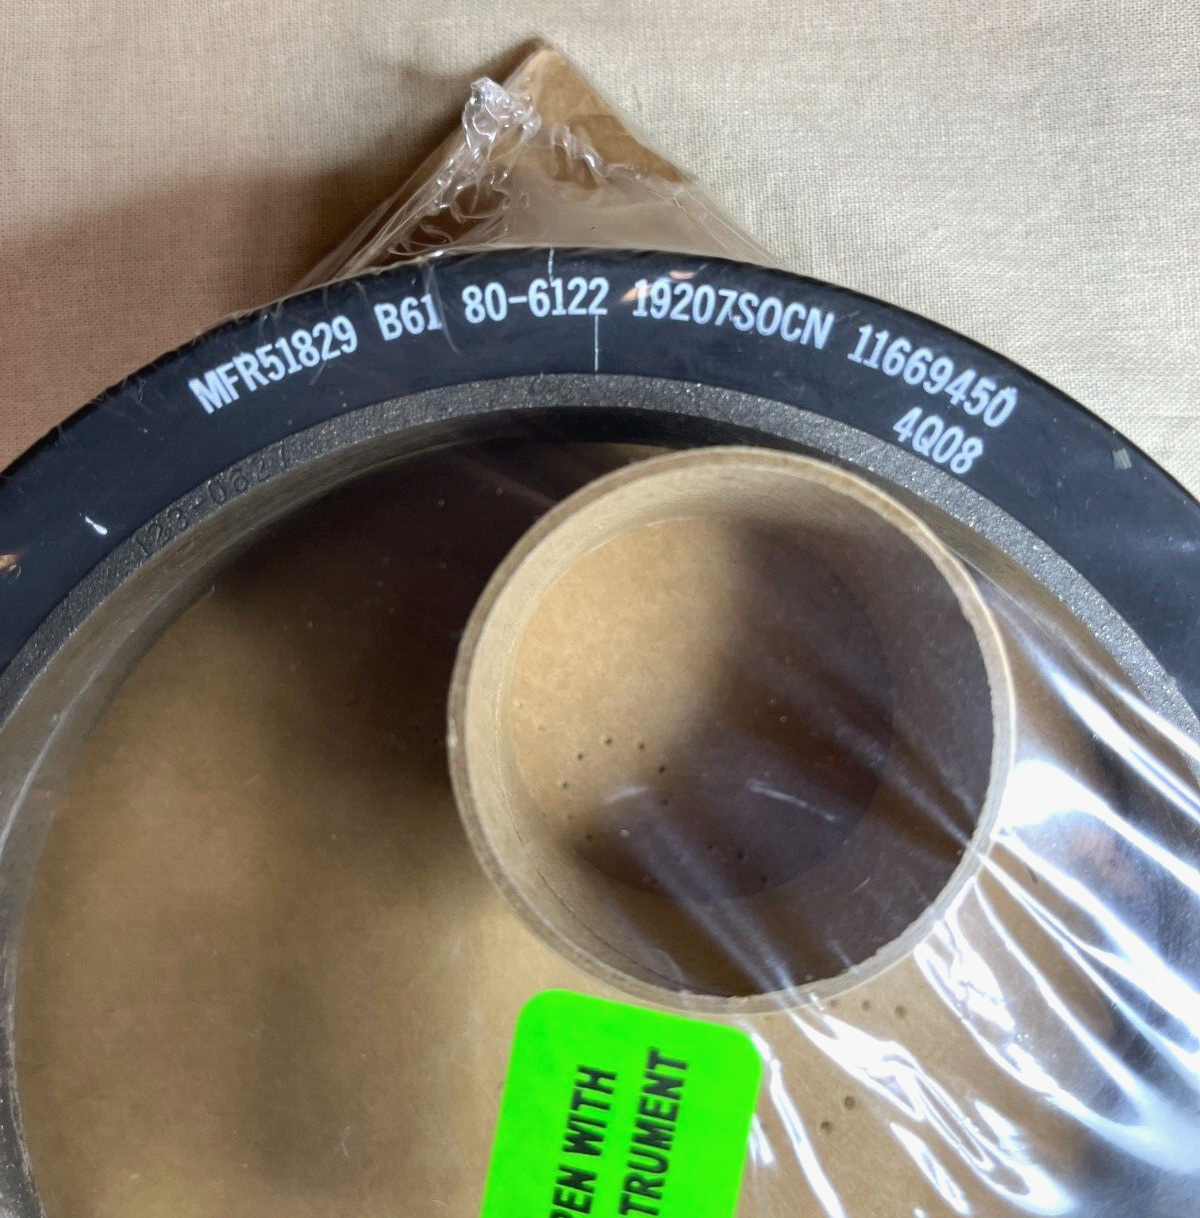 MFR51829 B61 80-6122 19207SOCN 11669450
4Q08
PEN WITH
TRUMENT